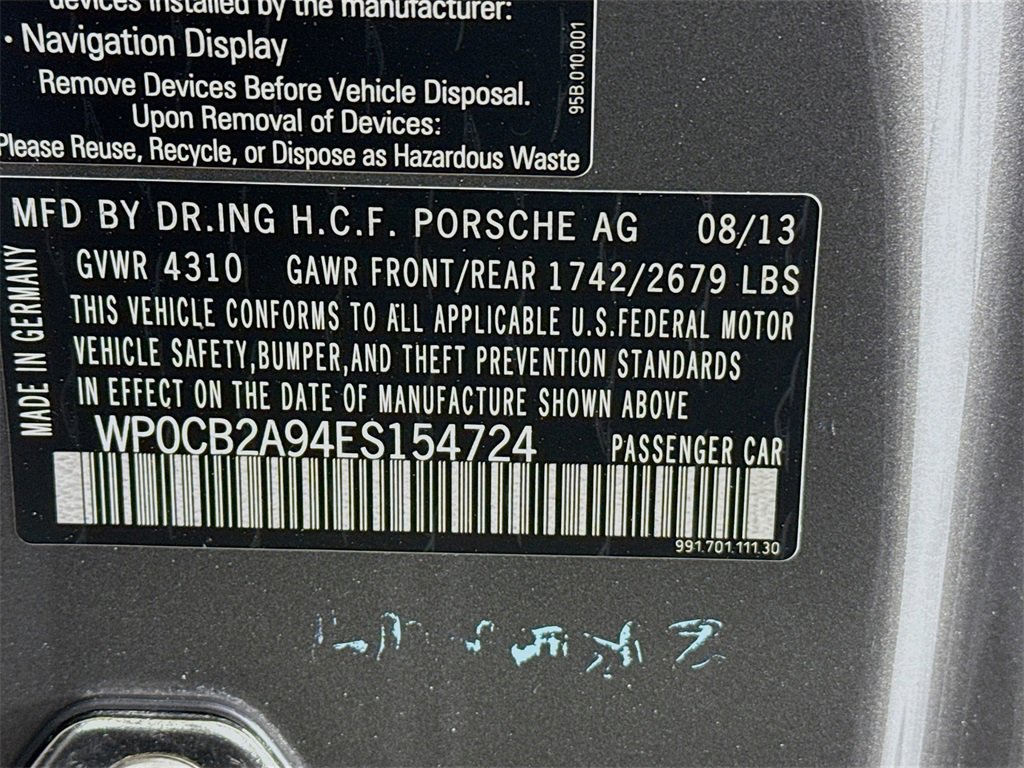 devices installed by the manufacturer:
· Navigation Display
Remove Devices Before Vehicle Disposal.
Upon Removal of Devices:
Please Reuse, Recycle, or Dispose as Hazardous Waste
95B.010.001
MFD BY DR.ING H.C.F. PORSCHE AG 08/13
GVWR 4310 GAWR FRONT/REAR 1742/2679 LBS
THIS VEHICLE CONFORMS TO ALL APPLICABLE U.S.FEDERAL MOTOR
VEHICLE SAFETY,BUMPER,AND THEFT PREVENTION STANDARDS
IN EFFECT ON THE DATE OF MANUFACTURE SHOWN ABOVE
MADE IN GERMANY
WP0CB2A94ES154724 PASSENGER CAR
991.701.111.30